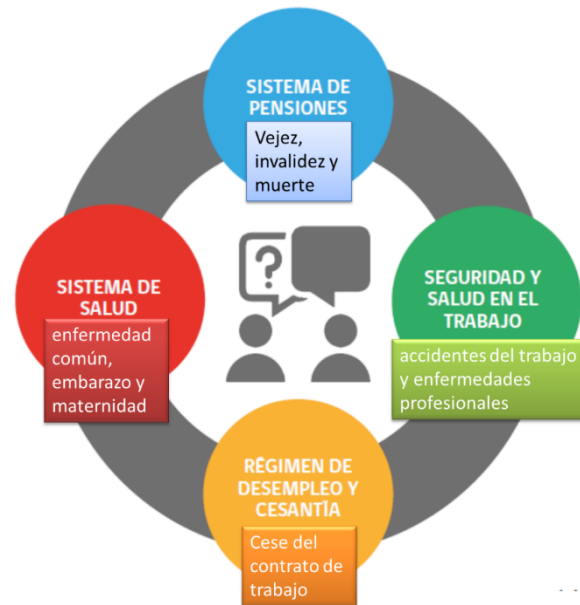 SISTEMA DE
PENSIONES
Vejez,
invalidez y
muerte
SISTEMA DE
SALUD
enfermedad
común,
embarazo y
maternidad
?
SEGURIDAD Y
SALUD EN EL
TRABAJO
accidentes del trabajo
y enfermedades
profesionales
RÉGIMEN DE
DESEMPLEO Y
CESANTÍA
Cese del
contrato de
trabajo